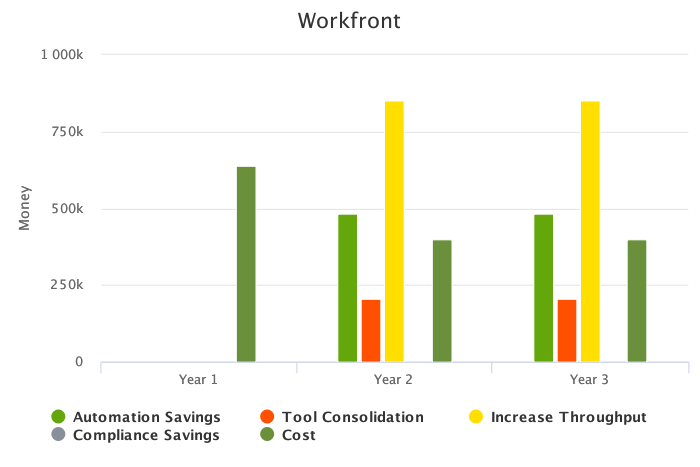 Workfront
1 000k
750k
500k
250k
0
Money
Year 1
Year 2
Year 3
Automation Savings
Tool Consolidation
Increase Throughput
Compliance Savings
Cost